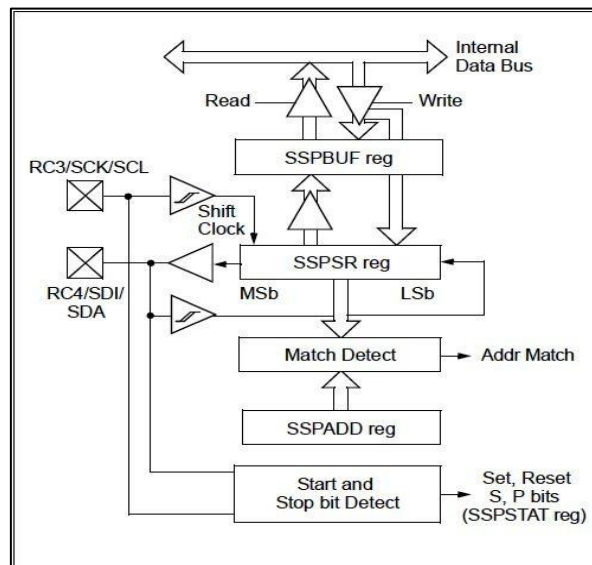 Internal
Data Bus
Read
Write
SSPBUF reg
RC3/SCK/SCL
Shift
Clock
SSPSR reg
MSb
LSb
RC4/SDI/
SDA
Match Detect
Addr Match
SSPADD reg
Start and
Stop bit Detect
Set, Reset
S, P bits
(SSPSTAT reg)